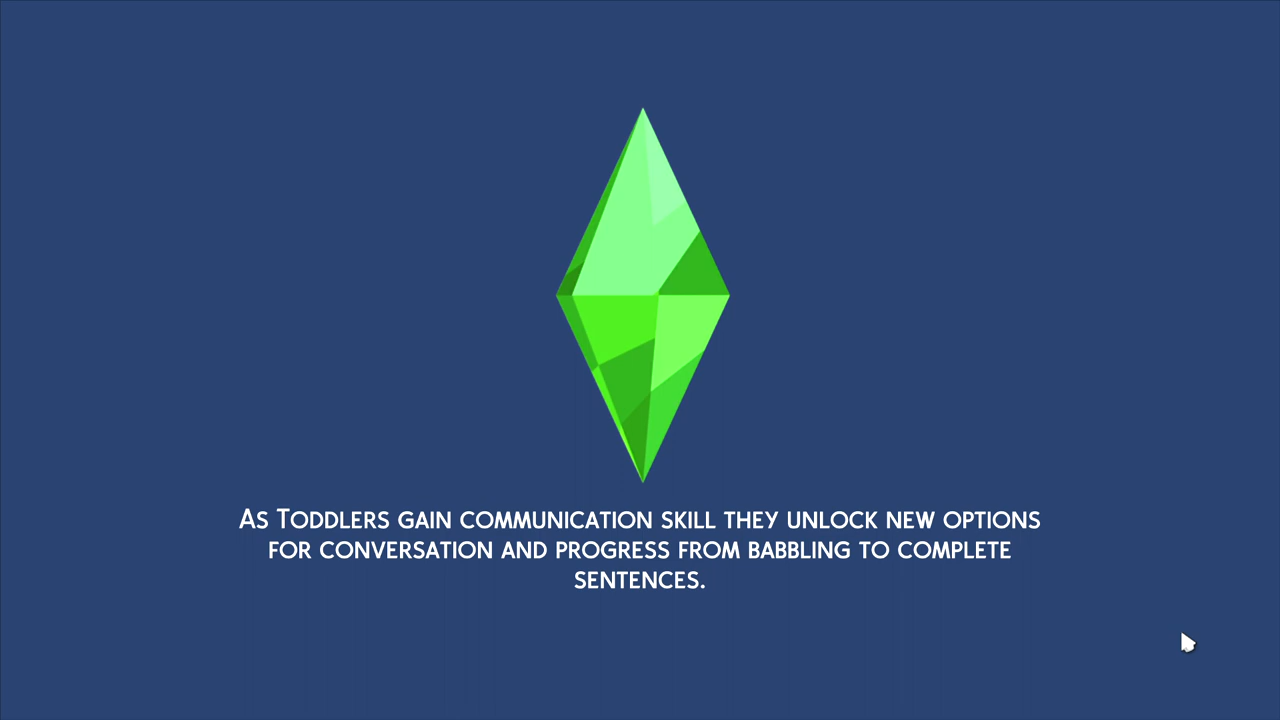 As Toddlers gain communication skill they unlock new options
for conversation and progress from babbling to complete
sentences.